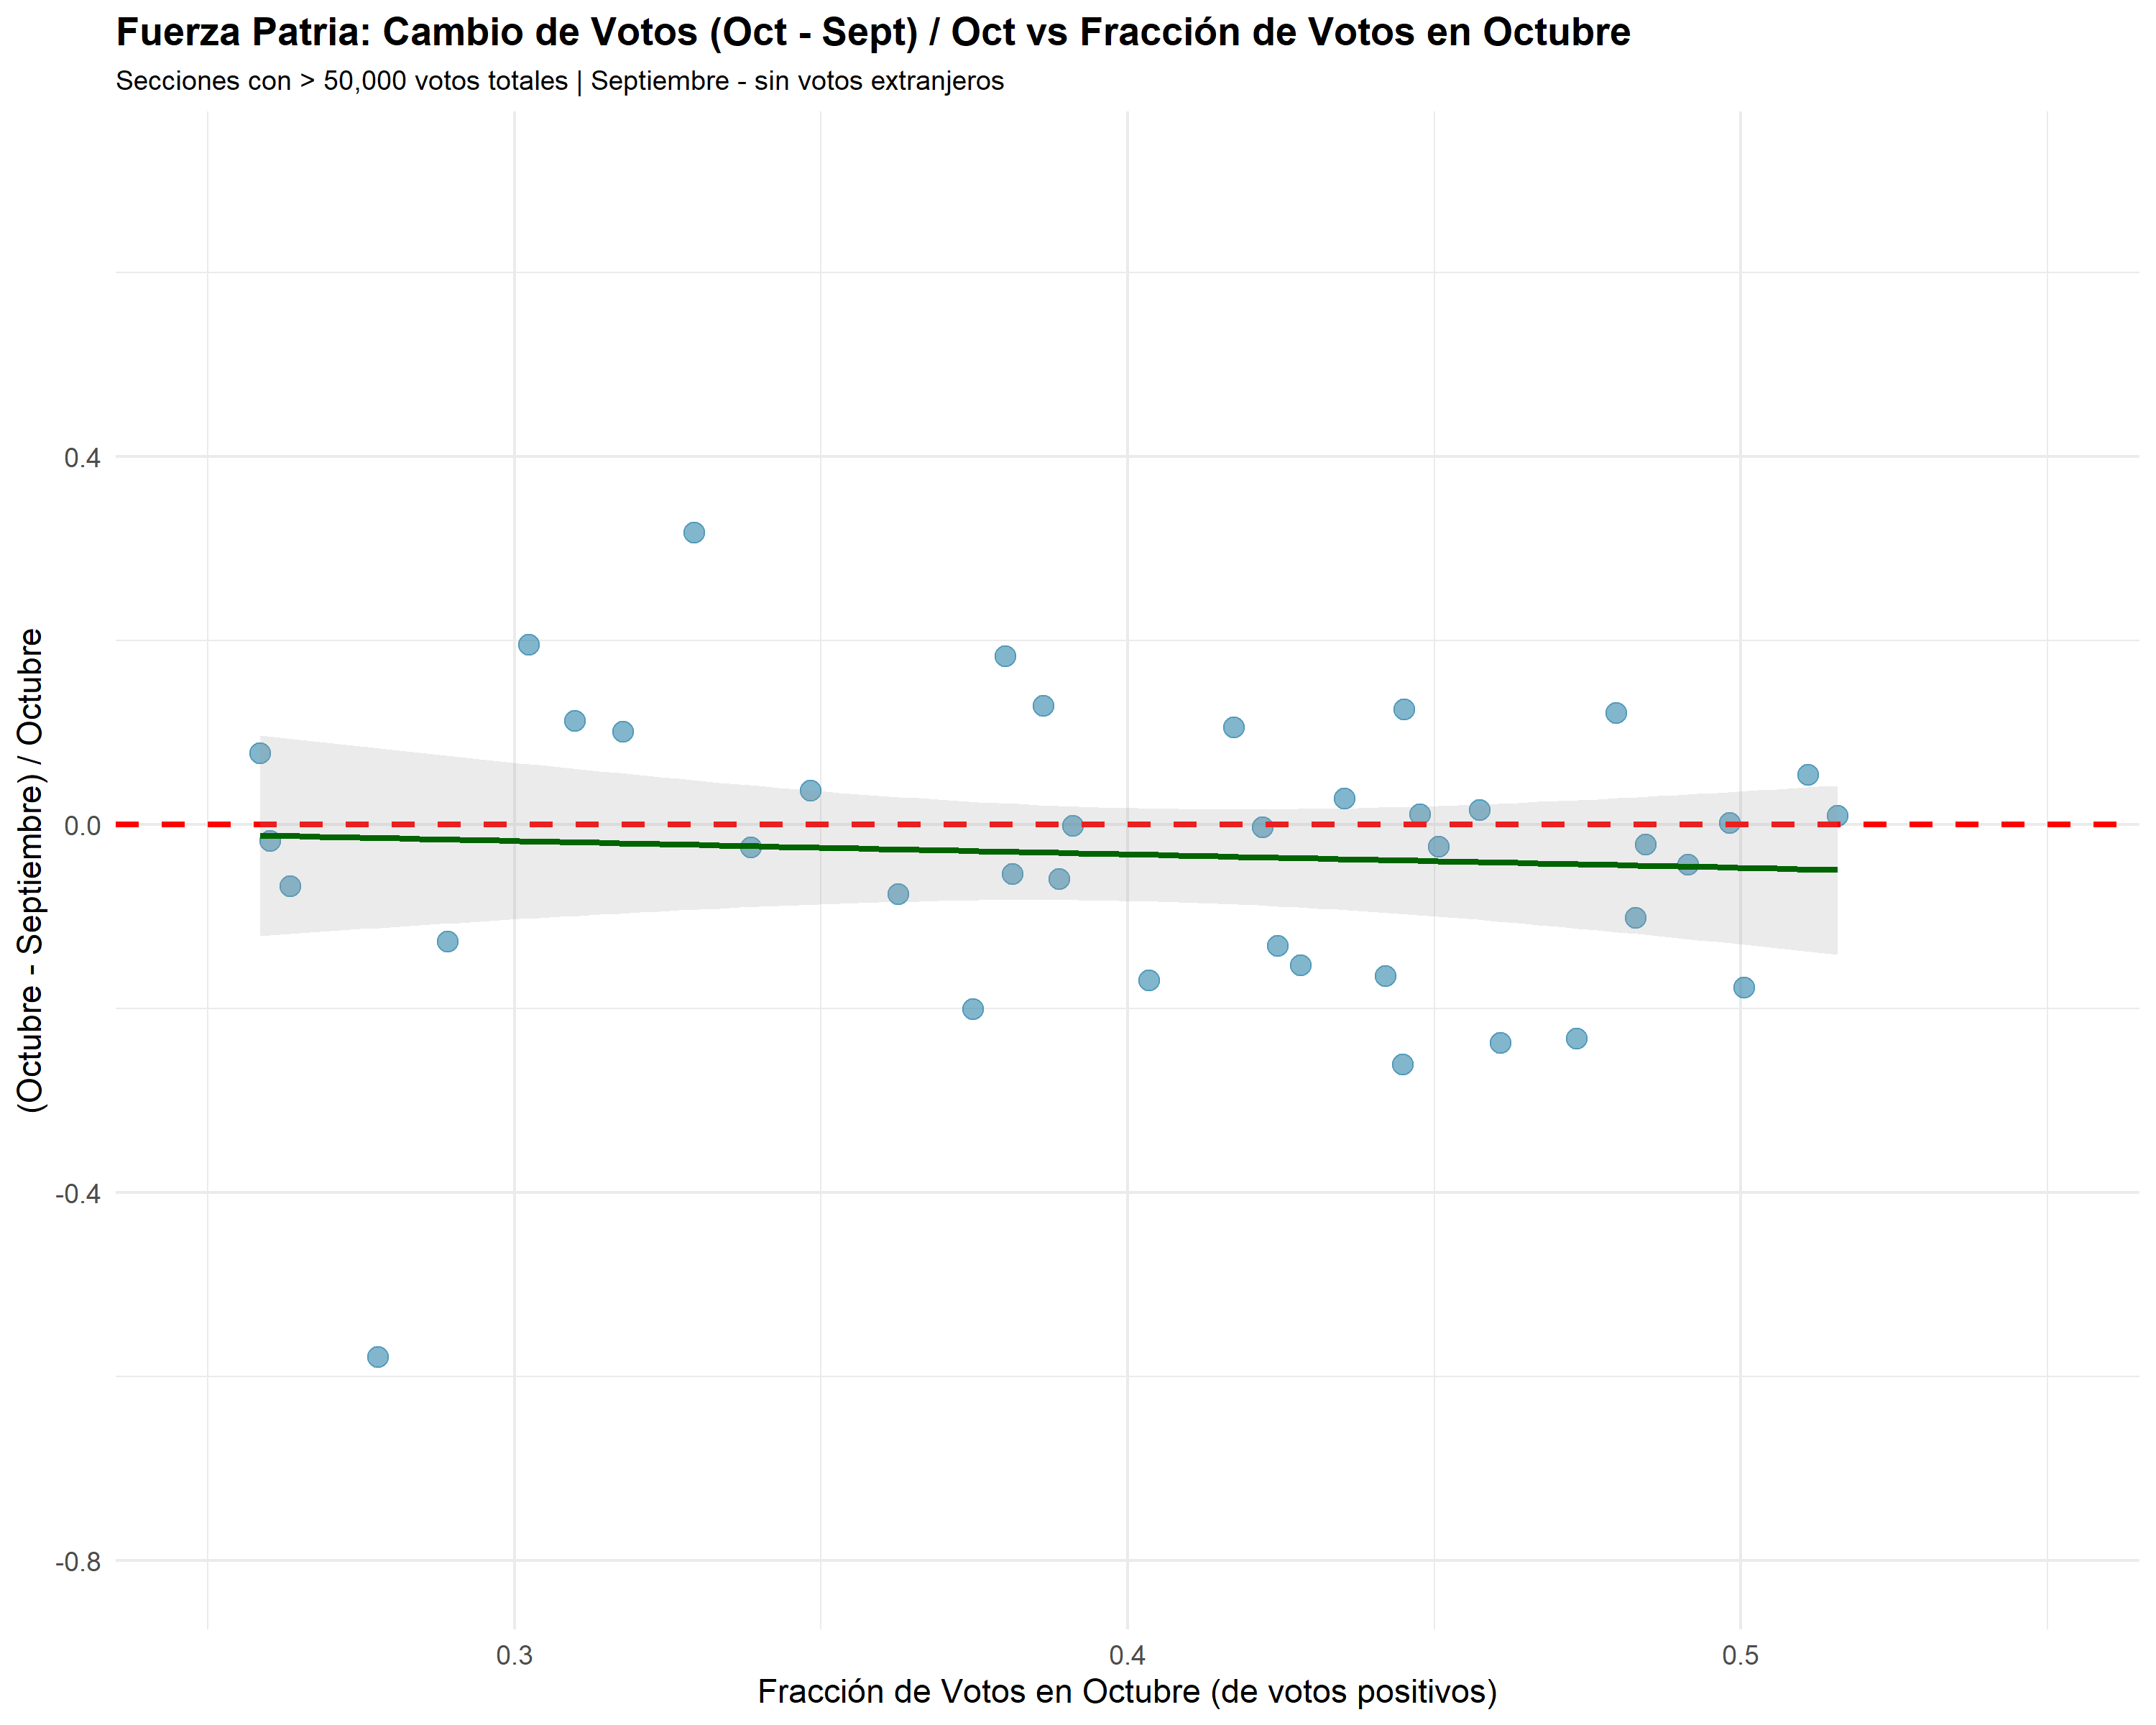 Fuerza Patria: Cambio de Votos (Oct - Sept) / Oct vs Fracción de Votos en Octubre
Secciones con > 50,000 votos totales | Septiembre - sin votos extranjeros
(Octubre - Septiembre) / Octubre
0.4
0.0
-0.4
-0.8
0.3
0.4
0.5
Fracción de Votos en Octubre (de votos positivos)